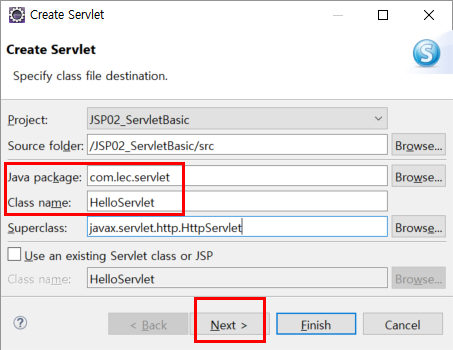 Create Servlet
Create Servlet
Specify class file destination.
S
Project: JSP02_ServletBasic
Source folder: /JSP02_ServletBasic/src Browse...
Java package: com.lec.servlet Browse...
Class name: HelloServlet
Superclass: javax.servlet.http.HttpServlet Browse...
Use an existing Servlet class or JSP
Class name: HelloServlet Browse...
? < Back Next > Finish Cancel